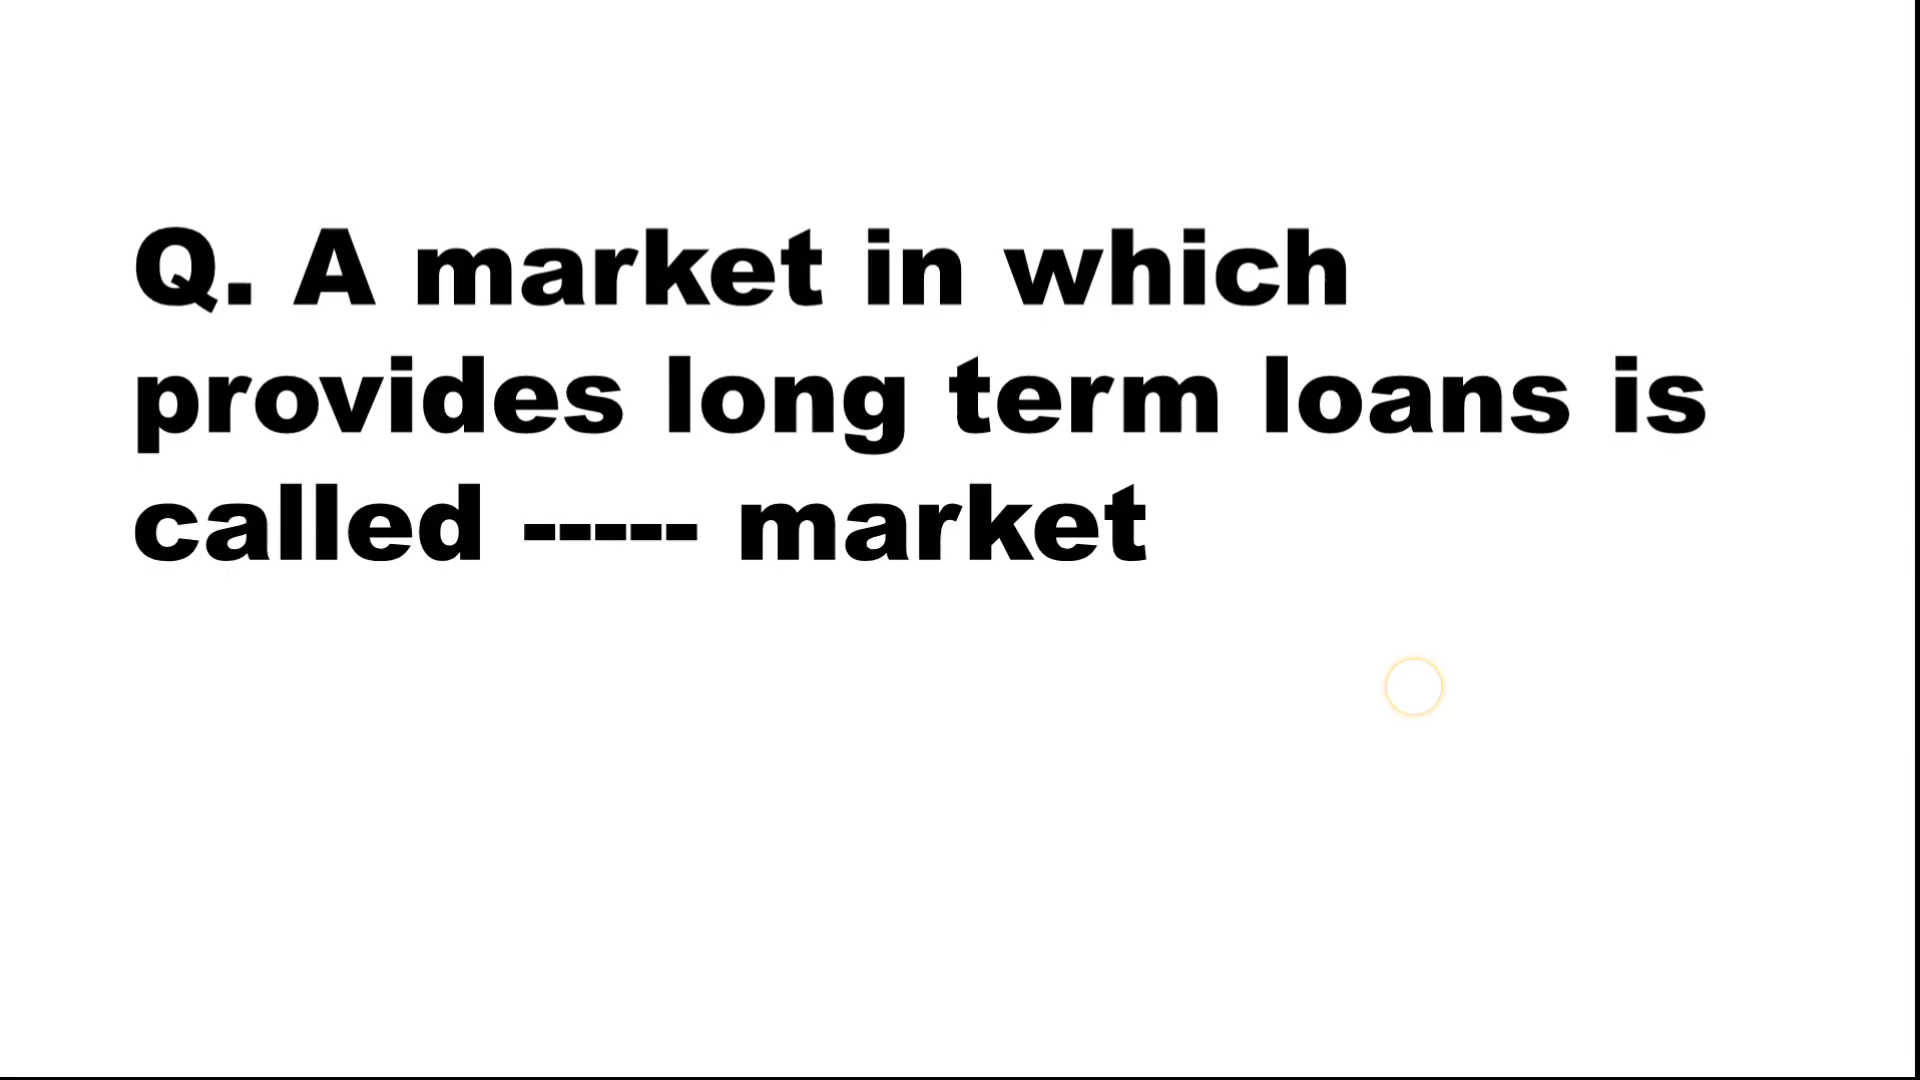 Q. A market in which
provides long term loans is
called ----- market